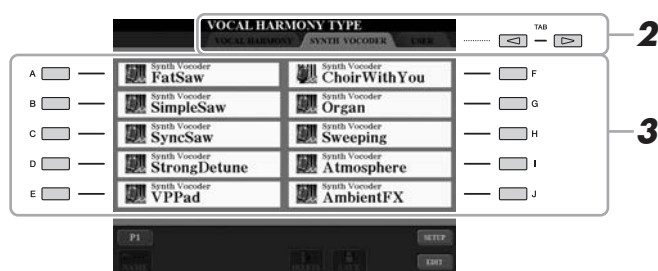 VOCAL HARMONY TYPE
VOCAL HARMONY SYNTH VOCODER USER
TAB
2
A Synth Vocoder FatSaw Synth Vocoder ChoirWithYou F
B Synth Vocoder SimpleSaw Synth Vocoder Organ G
C Synth Vocoder SyncSaw Synth Vocoder Sweeping H
3
D Synth Vocoder StrongDetune Synth Vocoder Atmosphere I
E Synth Vocoder VPPad Synth Vocoder AmbientFX J
P1 SETUP
EDIT